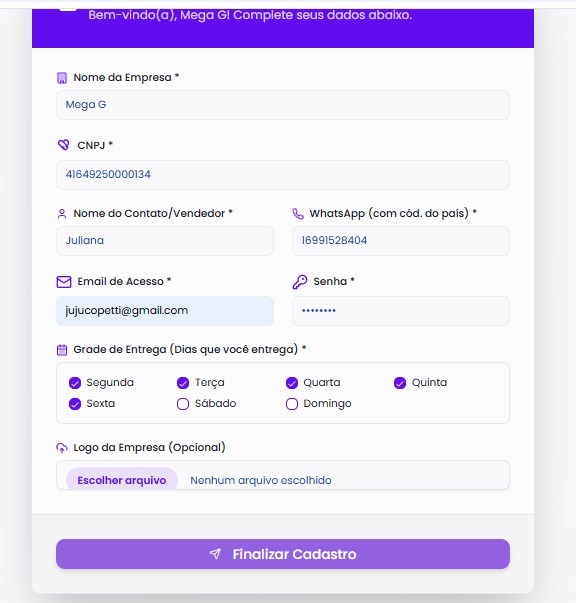 Bem-vindo(a), Mega G! Complete seus dados abaixo.
Nome da Empresa *
Mega G
CNPJ *
41649250000134
Nome do Contato/Vendedor *
WhatsApp (com cód. do país) *
Juliana
16991528404
Email de Acesso *
Senha *
jujucopetti@gmail.com
••••••••
Grade de Entrega (Dias que você entrega) *
Segunda
Terça
Quarta
Quinta
Sexta
Sábado
Domingo
Logo da Empresa (Opcional)
Escolher arquivo
Nenhum arquivo escolhido
Finalizar Cadastro